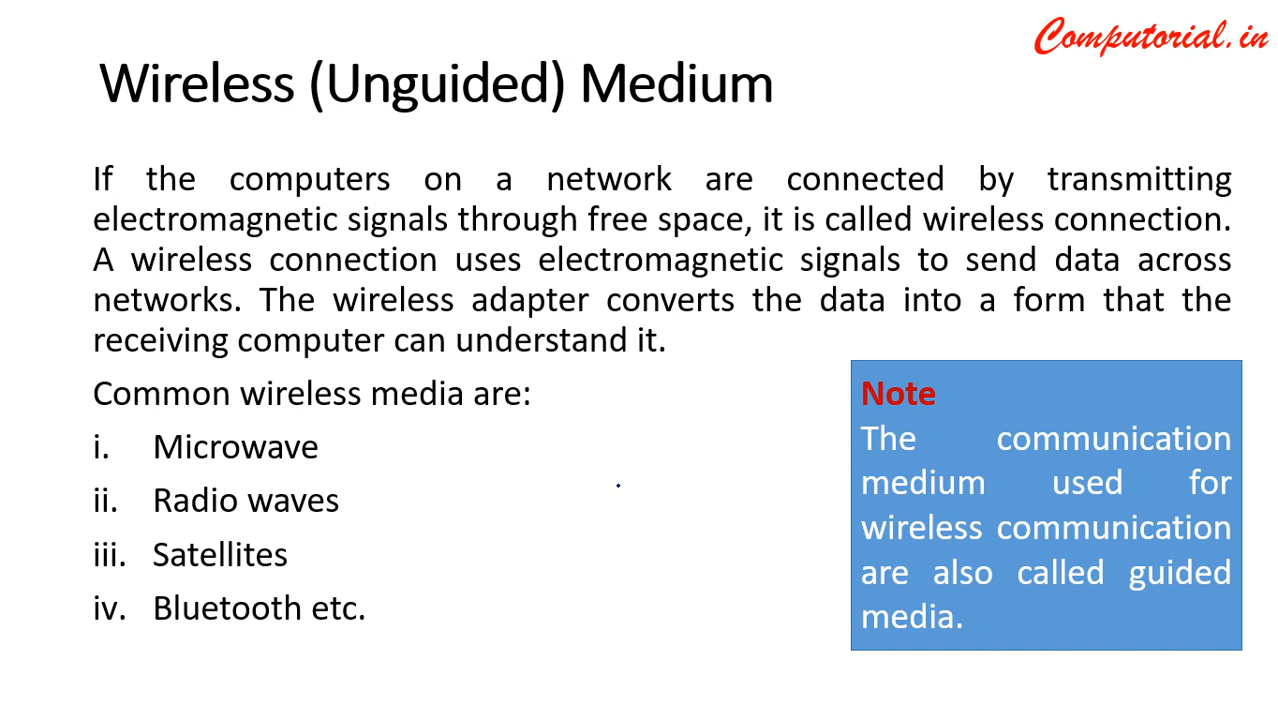 Computorial.in
Wireless (Unguided) Medium
If the computers on a network are connected by transmitting
electromagnetic signals through free space, it is called wireless connection.
A wireless connection uses electromagnetic signals to send data across
networks. The wireless adapter converts the data into a form that the
receiving computer can understand it.
Common wireless media are:
i. Microwave
ii. Radio waves
iii. Satellites
iv. Bluetooth etc.
Note
The communication
medium used for
wireless communication
are also called guided
media.